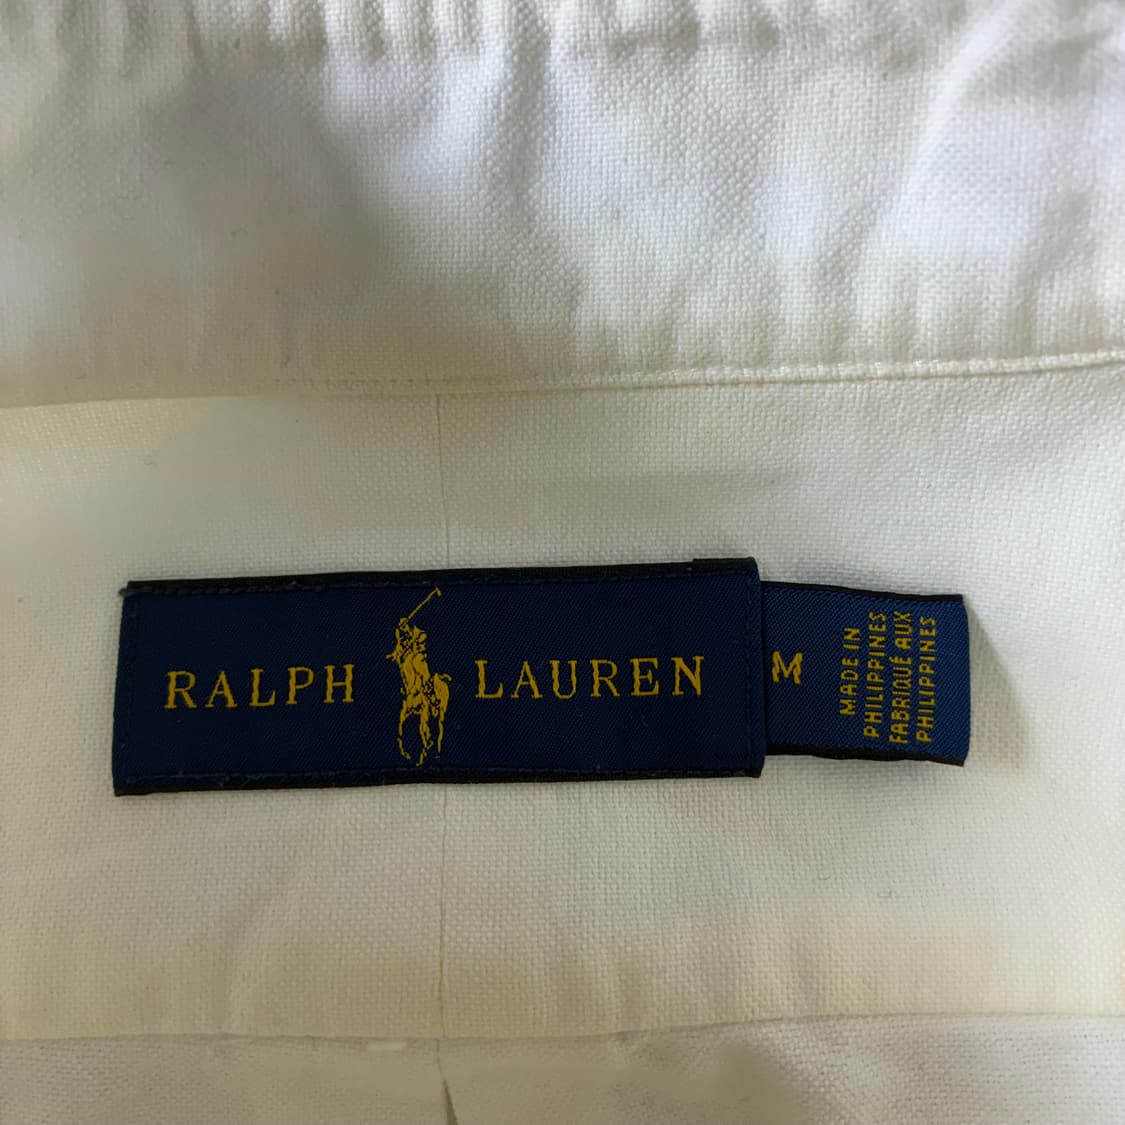 RALPH LAUREN
M
MADE IN
PHILIPPINES
FABRIQUÉ AUX
PHILIPPINES